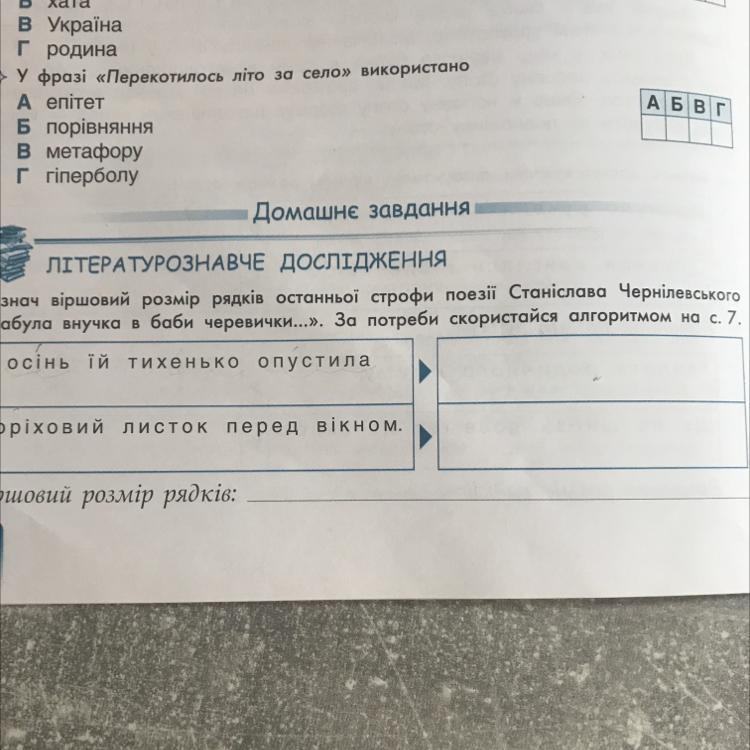 В хата
В Україна
Г родина
У фразі «Перекотилось літо за село» використано
А епітет
Б порівняння
В метафору
Г гіперболу
А Б В Г
Домашнє завдання
ЛІТЕРАТУРОЗНАВЧЕ ДОСЛІДЖЕННЯ
знач віршовий розмір рядків останньої строфи поезії Станіслава Чернілевського
абула внучка в баби черевички...». За потреби скористайся алгоритмом на с. 7.
осінь їй тихенько опустила
оріховий листок перед вікном.
ршовий розмір рядків: